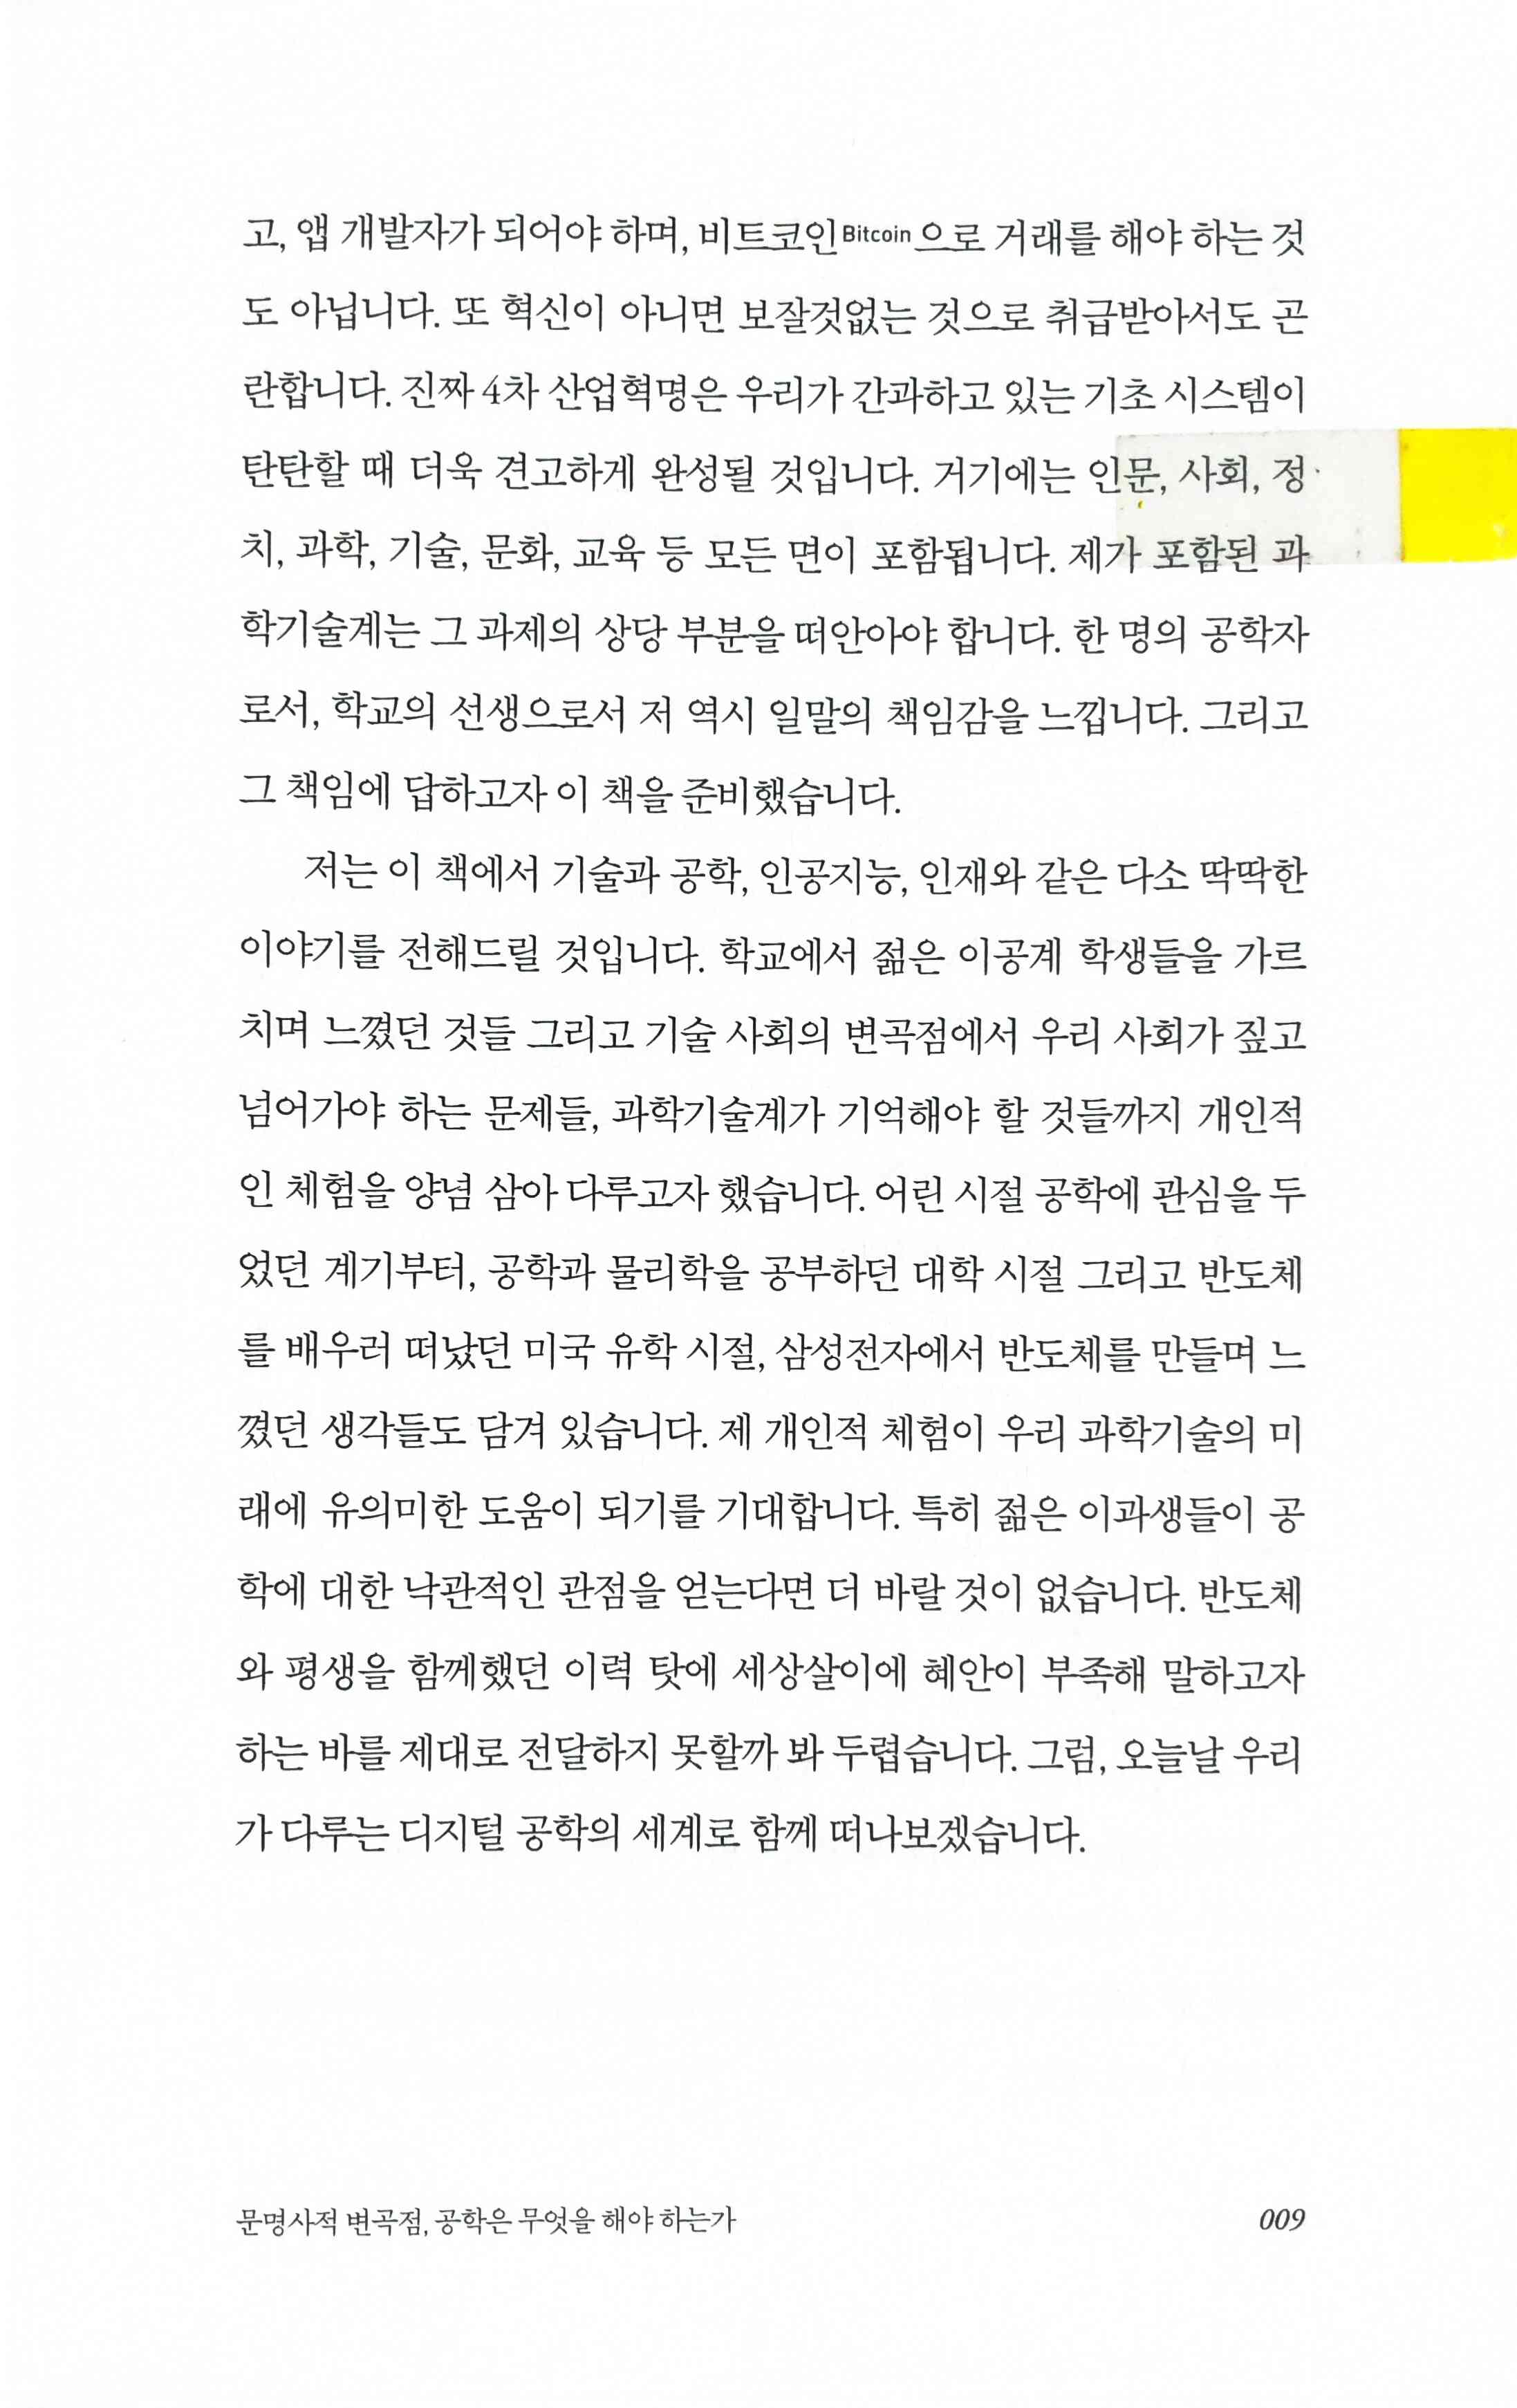 고, 앱 개발자가 되어야 하며, 비트코인Bitcoin으로 거래를 해야 하는 것
도 아닙니다. 또 혁신이 아니면 보잘것없는 것으로 취급받아서도 곤
란합니다. 진짜 4차 산업혁명은 우리가 간과하고 있는 기초 시스템이
탄탄할 때 더욱 견고하게 완성될 것입니다. 거기에는 인문, 사회, 정
치, 과학, 기술, 문화, 교육 등 모든 면이 포함됩니다. 제가 포함된 과
학기술계는 그 과제의 상당 부분을 떠안아야 합니다. 한 명의 공학자
로서, 학교의 선생으로서 저 역시 일말의 책임감을 느낍니다. 그리고
그 책임에 답하고자 이 책을 준비했습니다.
저는 이 책에서 기술과 공학, 인공지능, 인재와 같은 다소 딱딱한
이야기를 전해드릴 것입니다. 학교에서 젊은 이공계 학생들을 가르
치며 느꼈던 것들 그리고 기술 사회의 변곡점에서 우리 사회가 짚고
넘어가야 하는 문제들, 과학기술계가 기억해야 할 것들까지 개인적
인 체험을 양념 삼아 다루고자 했습니다. 어린 시절 공학에 관심을 두
었던 계기부터, 공학과 물리학을 공부하던 대학 시절 그리고 반도체
를 배우러 떠났던 미국 유학 시절, 삼성전자에서 반도체를 만들며 느
꼈던 생각들도 담겨 있습니다. 제 개인적 체험이 우리 과학기술의 미
래에 유의미한 도움이 되기를 기대합니다. 특히 젊은 이과생들이 공
학에 대한 낙관적인 관점을 얻는다면 더 바랄 것이 없습니다. 반도체
와 평생을 함께했던 이력 탓에 세상살이에 혜안이 부족해 말하고자
하는 바를 제대로 전달하지 못할까 봐 두렵습니다. 그럼, 오늘날 우리
가 다루는 디지털 공학의 세계로 함께 떠나보겠습니다.
문명사적 변곡점, 공학은 무엇을 해야 하는가
009